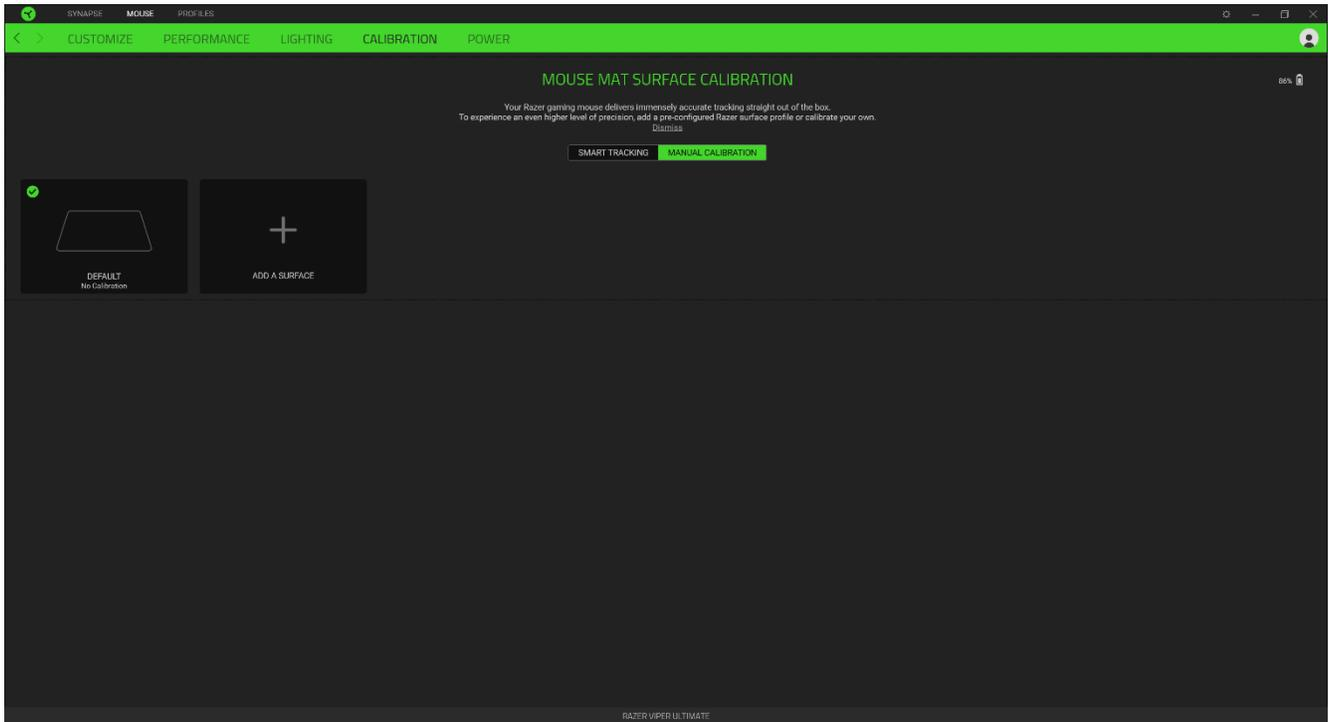 SYNAPSE MOUSE PROFILES
CUSTOMIZE PERFORMANCE LIGHTING CALIBRATION POWER
MOUSE MAT SURFACE CALIBRATION
86%
Your Razer gaming mouse delivers immensely accurate tracking straight out of the box.
To experience an even higher level of precision, add a pre-configured Razer surface profile or calibrate your own.
Dismiss
SMART TRACKING MANUAL CALIBRATION
DEFAULT
No Calibration
ADD A SURFACE
RAZER VIPER ULTIMATE